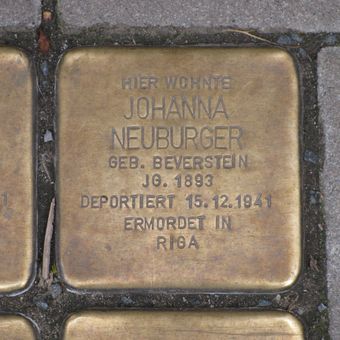 HIER WOHNTE
JOHANNA
NEUBURGER
GEB. BEVERSTEIN
JG. 1893
DEPORTIERT 15.12.1941
ERMORDET IN
RIGA